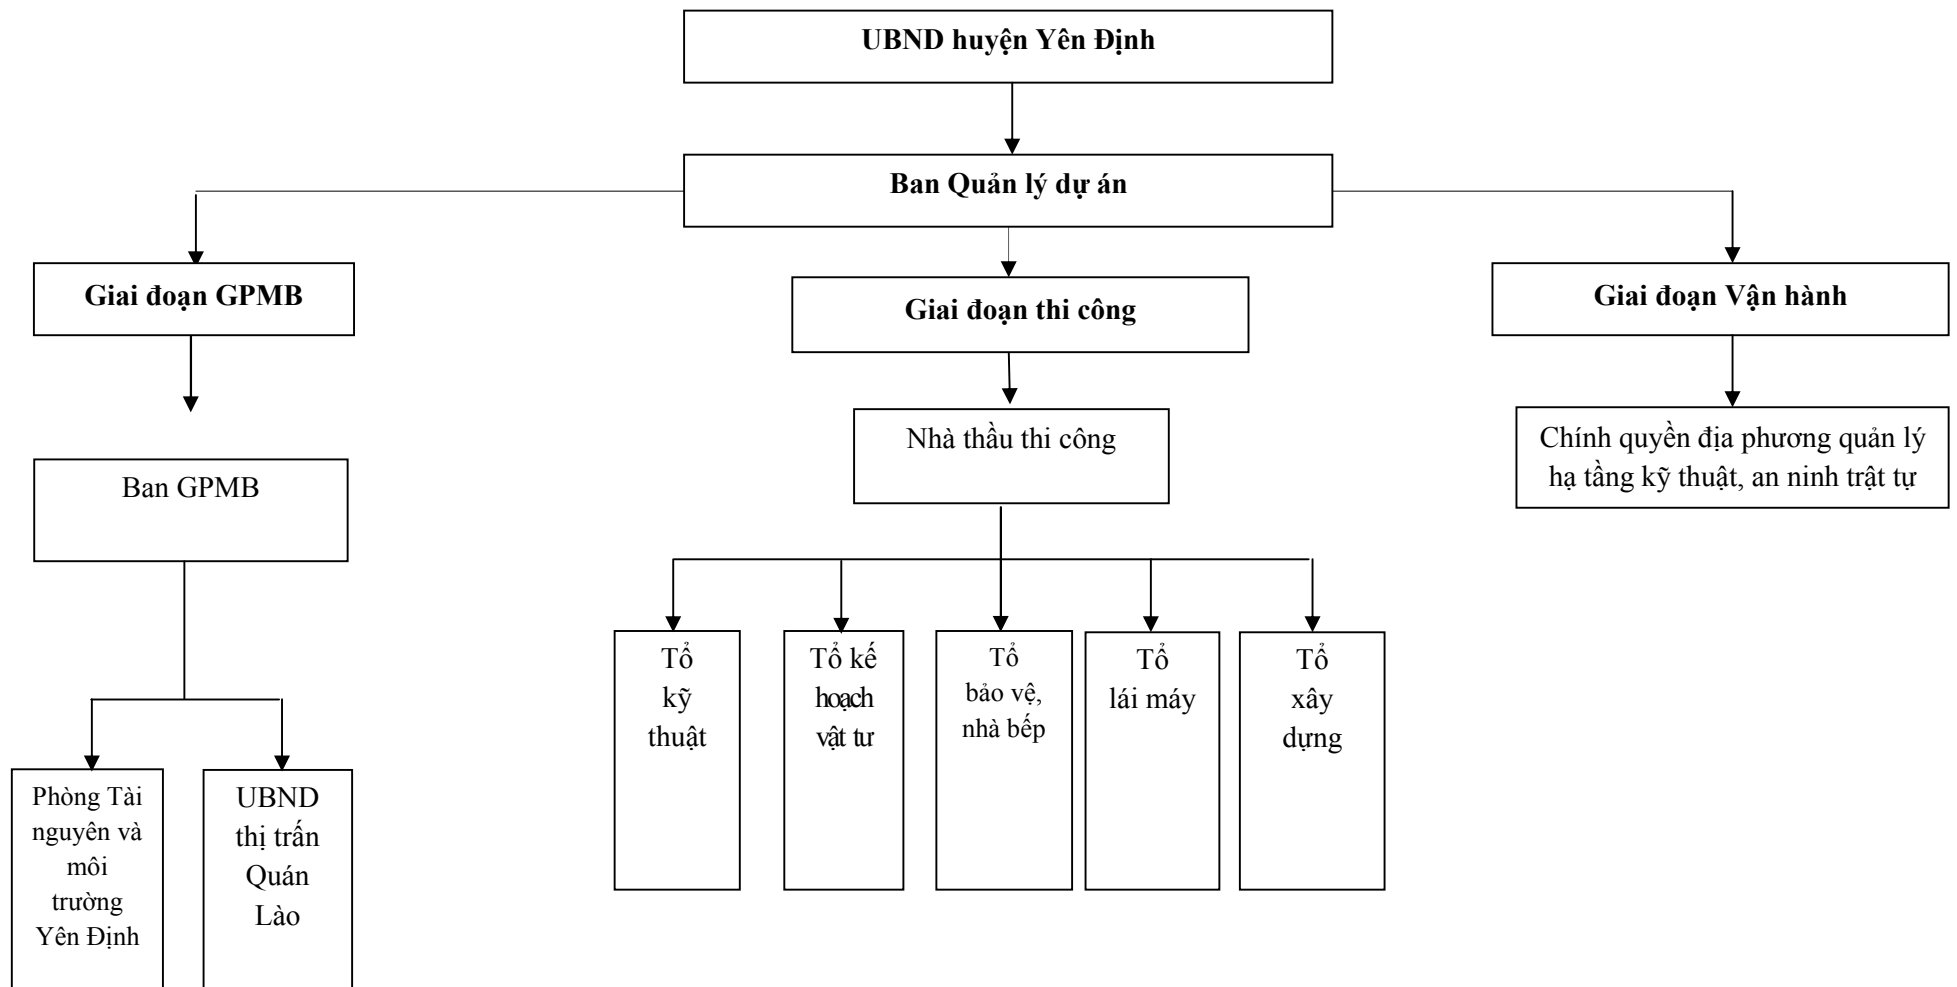 UBND huyện Yên Định
Ban Quản lý dự án
Giai đoạn GPMB
Giai đoạn thi công
Giai đoạn Vận hành
Ban GPMB
Nhà thầu thi công
Chính quyền địa phương quản lý
hạ tầng kỹ thuật, an ninh trật tự
Phòng Tài
nguyên và
môi
trường
Yên Định
UBND
thị trấn
Quán
Lào
Tổ
kỹ
thuật
Tổ kế
hoạch
vật tư
Tổ
bảo vệ,
nhà bếp
Tổ
lái máy
Tổ
xây
dựng